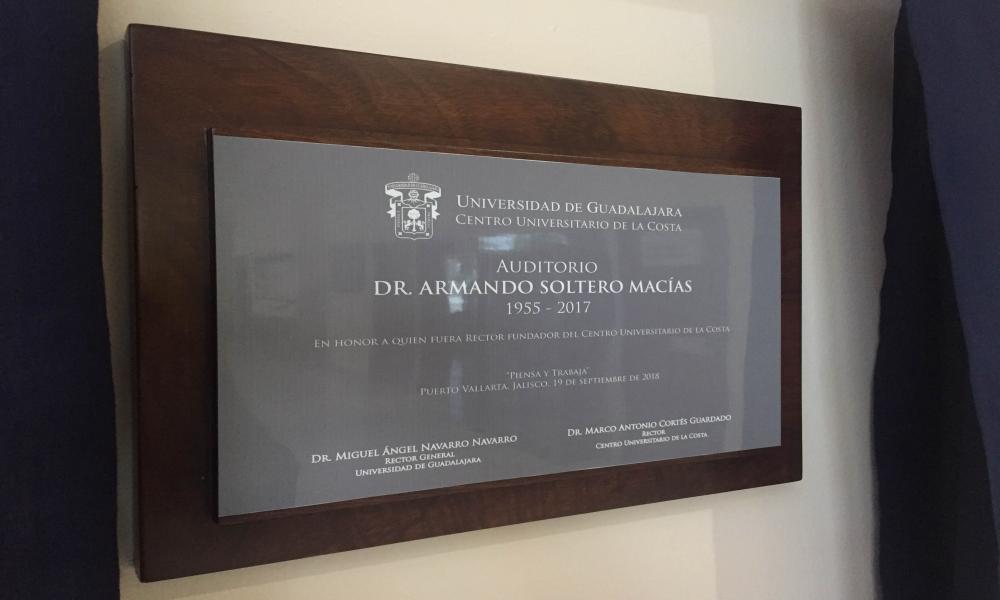 Universidad de Guadalajara
Centro Universitario de la Costa
Auditorio
DR. ARMANDO SOLTERO MACÍAS
1955 - 2017
En honor a quien fuera Rector fundador del Centro Universitario de la Costa
"Piensa y Trabaja"
Puerto Vallarta, Jalisco, 19 de septiembre de 2018
Dr. Miguel Ángel Navarro Navarro
Rector General
Universidad de Guadalajara
Dr. Marco Antonio Cortés Guardado
Rector
Centro Universitario de la Costa